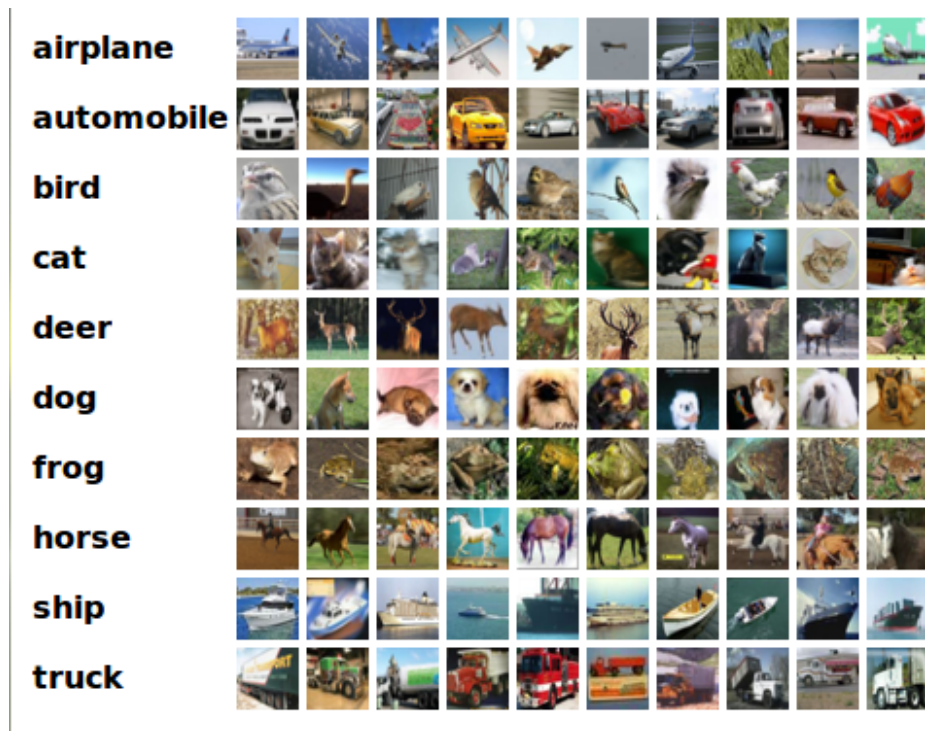 airplane
automobile
bird
cat
deer
dog
frog
horse
ship
truck